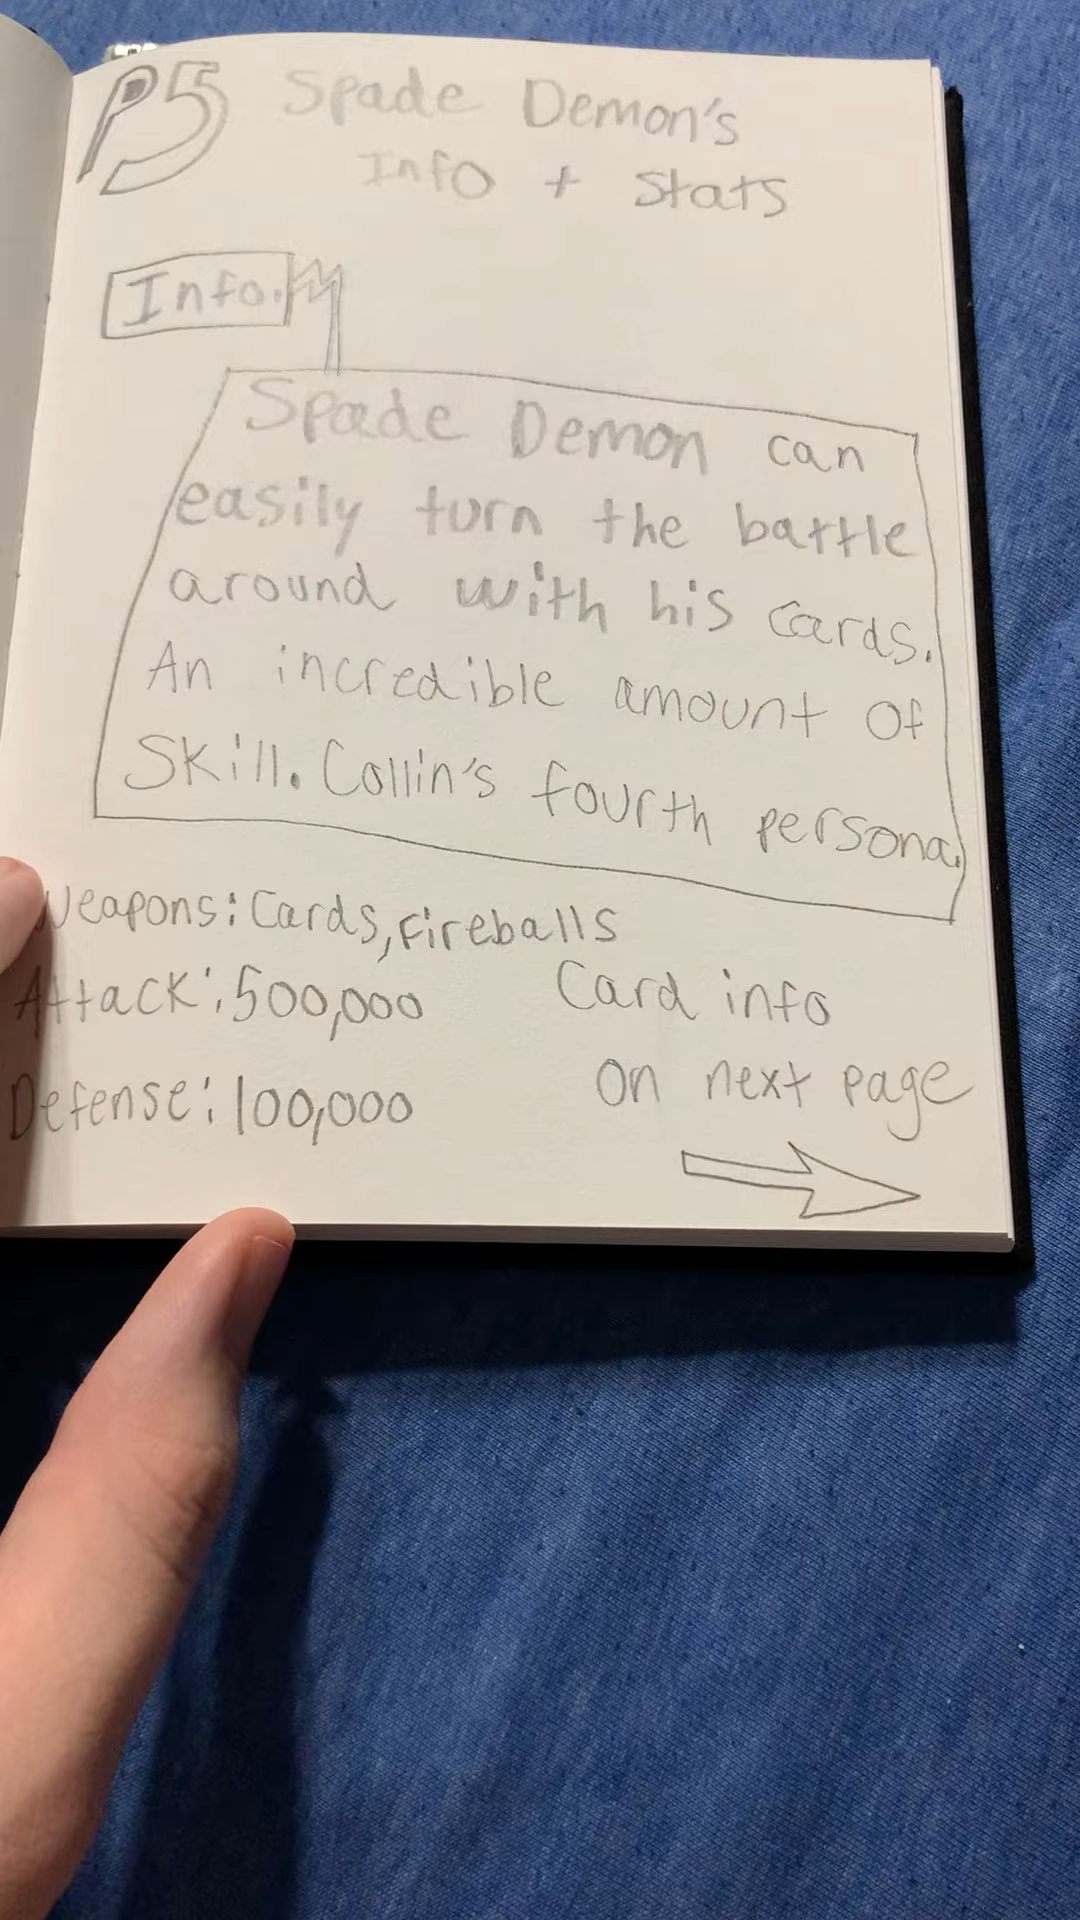 P5 Spade Demon's
Info + Stats
Info.
Spade Demon can
easily turn the battle
around with his cards.
An incredible amount of
Skill. Collin's fourth persona.
Weapons: Cards, Fireballs
Attack: 500,000
Card info
Defense: 100,000
on next page